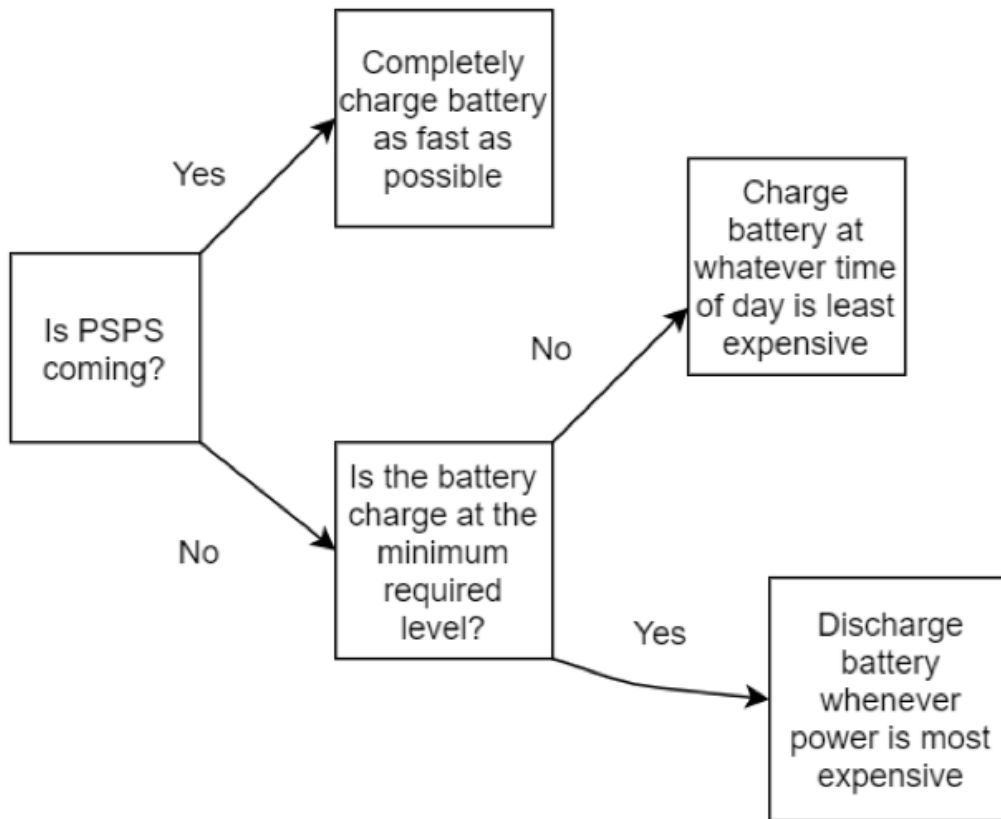 Completely
charge battery
as fast as
possible
Yes
Charge
battery at
whatever time
of day is least
expensive
Is PSPS
coming?
No
Is the battery
charge at the
minimum
required
level?
No
Yes
Discharge
battery
whenever
power is most
expensive